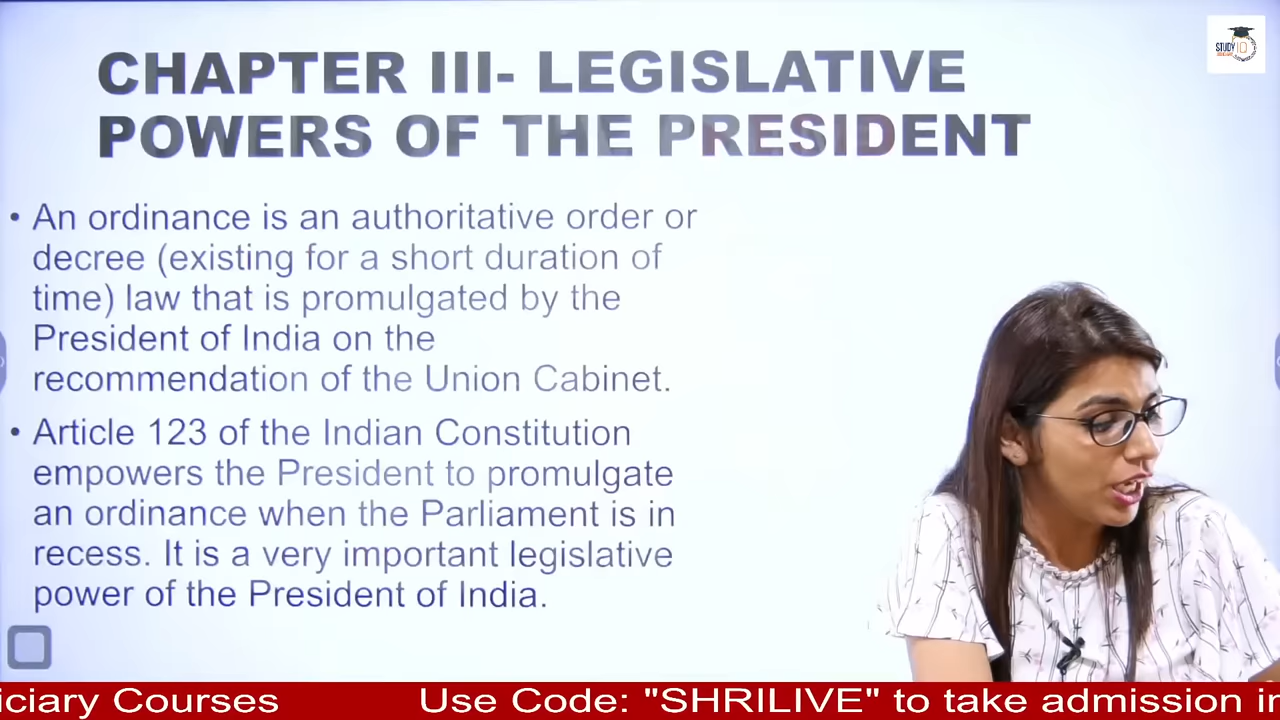 CHAPTER III- LEGISLATIVE
POWERS OF THE PRESIDENT
STUDY IQ
• An ordinance is an authoritative order or
decree (existing for a short duration of
time) law that is promulgated by the
President of India on the
recommendation of the Union Cabinet.
• Article 123 of the Indian Constitution
empowers the President to promulgate
an ordinance when the Parliament is in
recess. It is a very important legislative
power of the President of India.
iciary Courses Use Code: "SHRILIVE" to take admission in